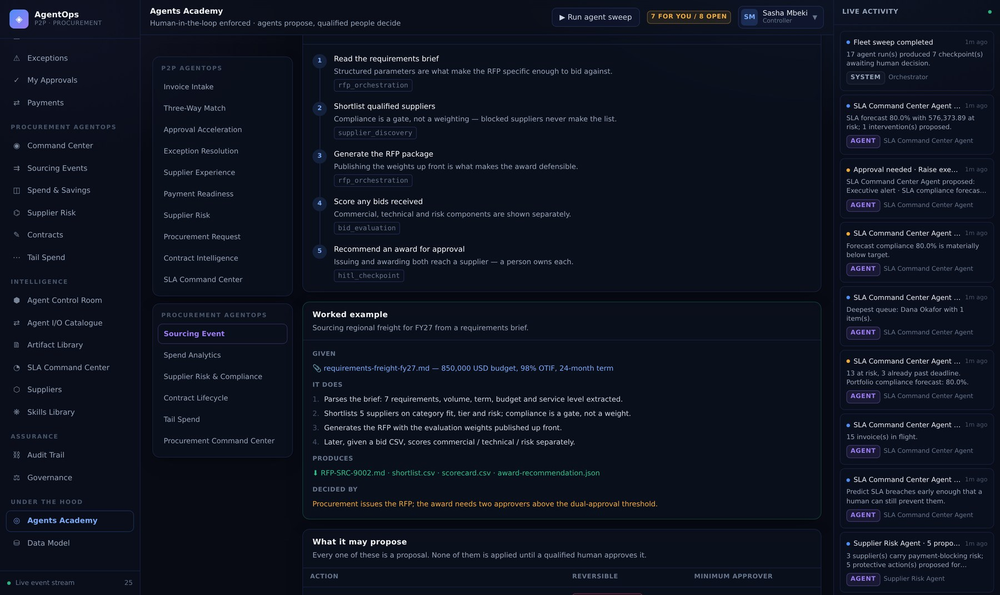 AgentOps
P2P · PROCUREMENT
Exceptions
My Approvals
Payments
PROCUREMENT AGENTOPS
Command Center
Sourcing Events
Spend & Savings
Supplier Risk
Contracts
Tail Spend
INTELLIGENCE
Agent Control Room
Agent I/O Catalogue
Artifact Library
SLA Command Center
Suppliers
Skills Library
ASSURANCE
Audit Trail
Governance
UNDER THE HOOD
Agents Academy
Data Model
Live event stream 25
Agents Academy
Human-in-the-loop enforced · agents propose, qualified people decide
▶ Run agent sweep
7 FOR YOU / 8 OPEN
SM
Sasha Mbeki
Controller
P2P AGENTOPS
Invoice Intake
Three-Way Match
Approval Acceleration
Exception Resolution
Supplier Experience
Payment Readiness
Supplier Risk
Procurement Request
Contract Intelligence
SLA Command Center
PROCUREMENT AGENTOPS
Sourcing Event
Spend Analytics
Supplier Risk & Compliance
Contract Lifecycle
Tail Spend
Procurement Command Center
1 Read the requirements brief
Structured parameters are what make the RFP specific enough to bid against.
rfp_orchestration
2 Shortlist qualified suppliers
Compliance is a gate, not a weighting — blocked suppliers never make the list.
supplier_discovery
3 Generate the RFP package
Publishing the weights up front is what makes the award defensible.
rfp_orchestration
4 Score any bids received
Commercial, technical and risk components are shown separately.
bid_evaluation
5 Recommend an award for approval
Issuing and awarding both reach a supplier — a person owns each.
hitl_checkpoint
Worked example
Sourcing regional freight for FY27 from a requirements brief.
GIVEN
📎 requirements-freight-fy27.md — 850,000 USD budget, 98% OTIF, 24-month term
IT DOES
1. Parses the brief: 7 requirements, volume, term, budget and service level extracted.
2. Shortlists 5 suppliers on category fit, tier and risk; compliance is a gate, not a weight.
3. Generates the RFP with the evaluation weights published up front.
4. Later, given a bid CSV, scores commercial / technical / risk separately.
PRODUCES
⬇ RFP-SRC-9002.md · shortlist.csv · scorecard.csv · award-recommendation.json
DECIDED BY
Procurement issues the RFP; the award needs two approvers above the dual-approval threshold.
What it may propose
Every one of these is a proposal. None of them is applied until a qualified human approves it.
ACTION REVERSIBLE MINIMUM APPROVER
LIVE ACTIVITY
Fleet sweep completed 1m ago
17 agent run(s) produced 7 checkpoint(s)
awaiting human decision.
SYSTEM Orchestrator
SLA Command Center Agent ... 1m ago
SLA forecast 80.0% with 576,373.89 at
risk; 1 intervention(s) proposed.
AGENT SLA Command Center Agent
Approval needed · Raise exe... 1m ago
SLA Command Center Agent proposed:
Executive alert · SLA compliance forecas...
AGENT SLA Command Center Agent
SLA Command Center Agent ... 1m ago
Forecast compliance 80.0% is materially
below target.
AGENT SLA Command Center Agent
SLA Command Center Agent ... 1m ago
Deepest queue: Dana Okafor with 1
item(s).
AGENT SLA Command Center Agent
SLA Command Center Agent ... 1m ago
13 at risk, 3 already past deadline.
Portfolio compliance forecast: 80.0%.
AGENT SLA Command Center Agent
SLA Command Center Agent ... 1m ago
15 invoice(s) in flight.
AGENT SLA Command Center Agent
SLA Command Center Agent ... 1m ago
Predict SLA breaches early enough that a
human can still prevent them.
AGENT SLA Command Center Agent
Supplier Risk Agent · 5 propo... 1m ago
3 supplier(s) carry payment-blocking risk;
5 protective action(s) proposed for...
AGENT Supplier Risk Agent